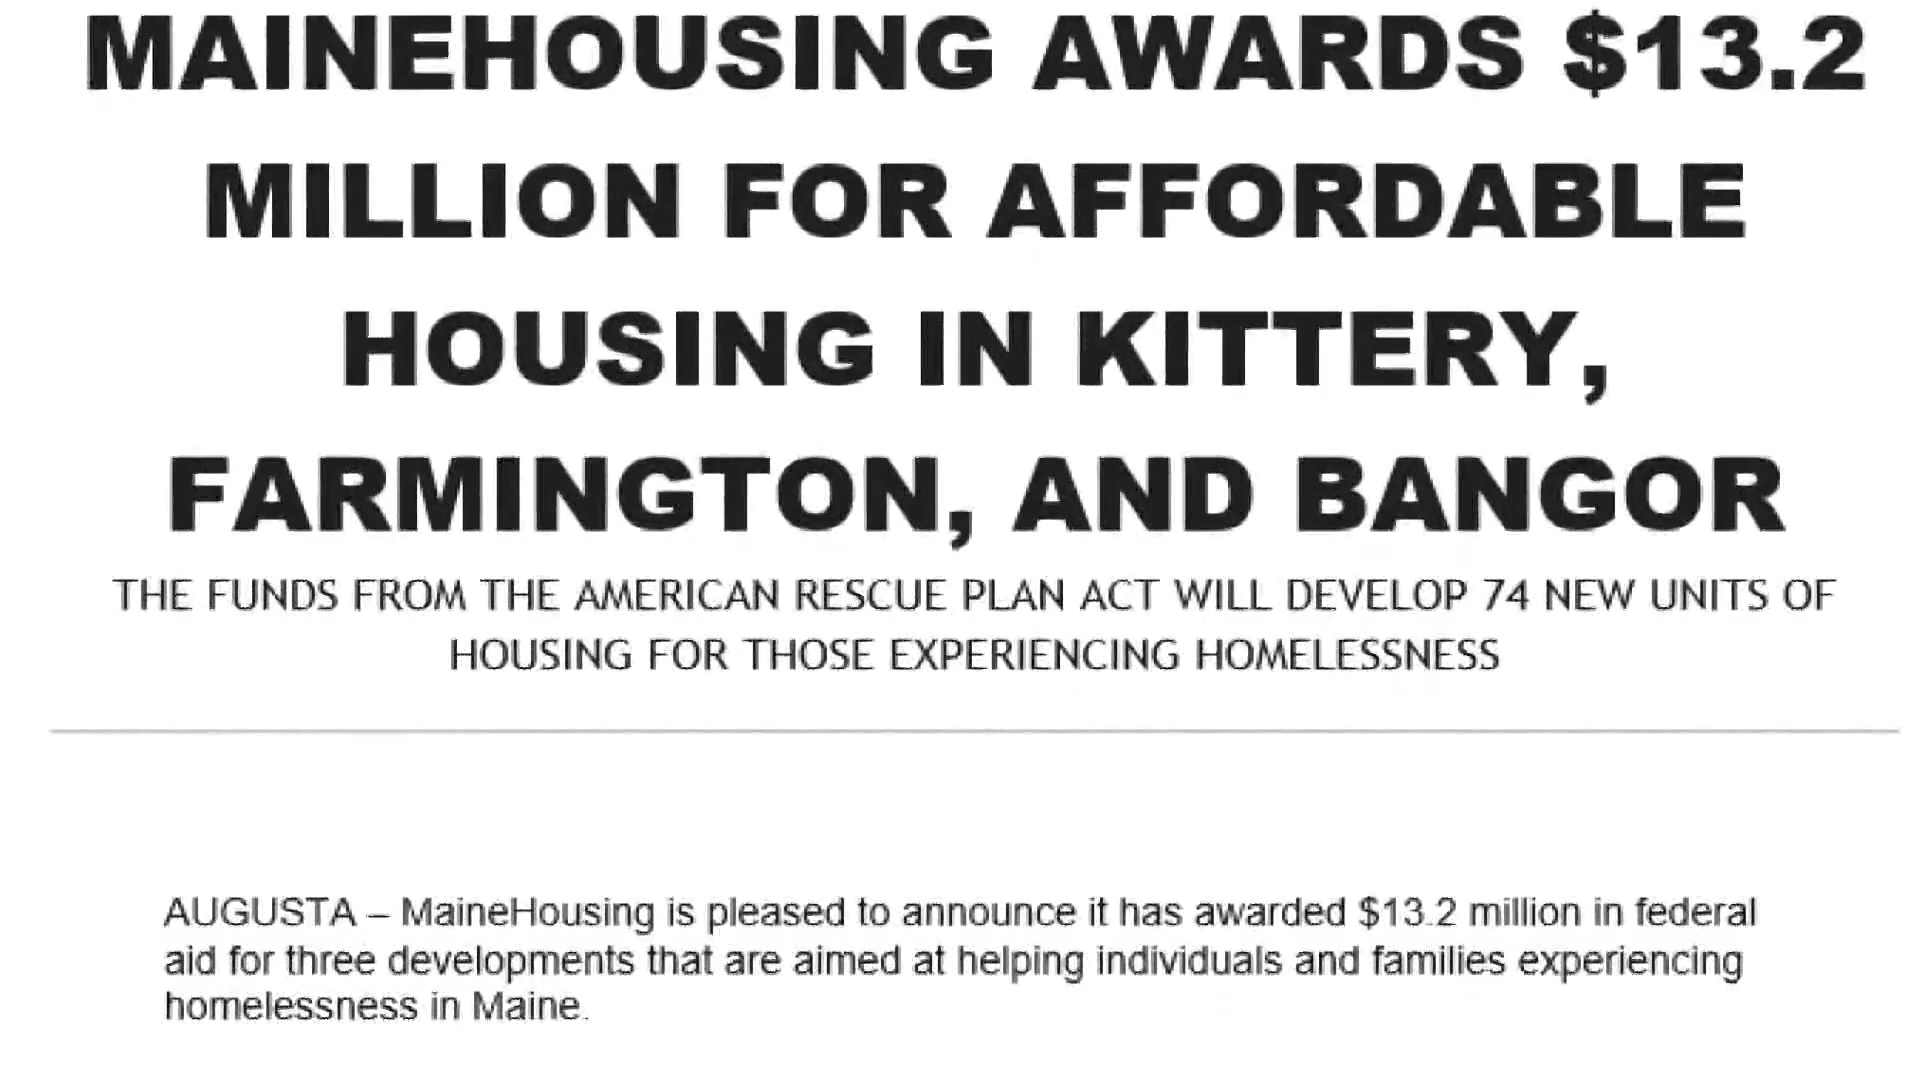 MAINEHOUSING AWARDS $13.2
MILLION FOR AFFORDABLE
HOUSING IN KITTERY,
FARMINGTON, AND BANGOR
THE FUNDS FROM THE AMERICAN RESCUE PLAN ACT WILL DEVELOP 74 NEW UNITS OF
HOUSING FOR THOSE EXPERIENCING HOMELESSNESS
AUGUSTA – MaineHousing is pleased to announce it has awarded $13.2 million in federal
aid for three developments that are aimed at helping individuals and families experiencing
homelessness in Maine.